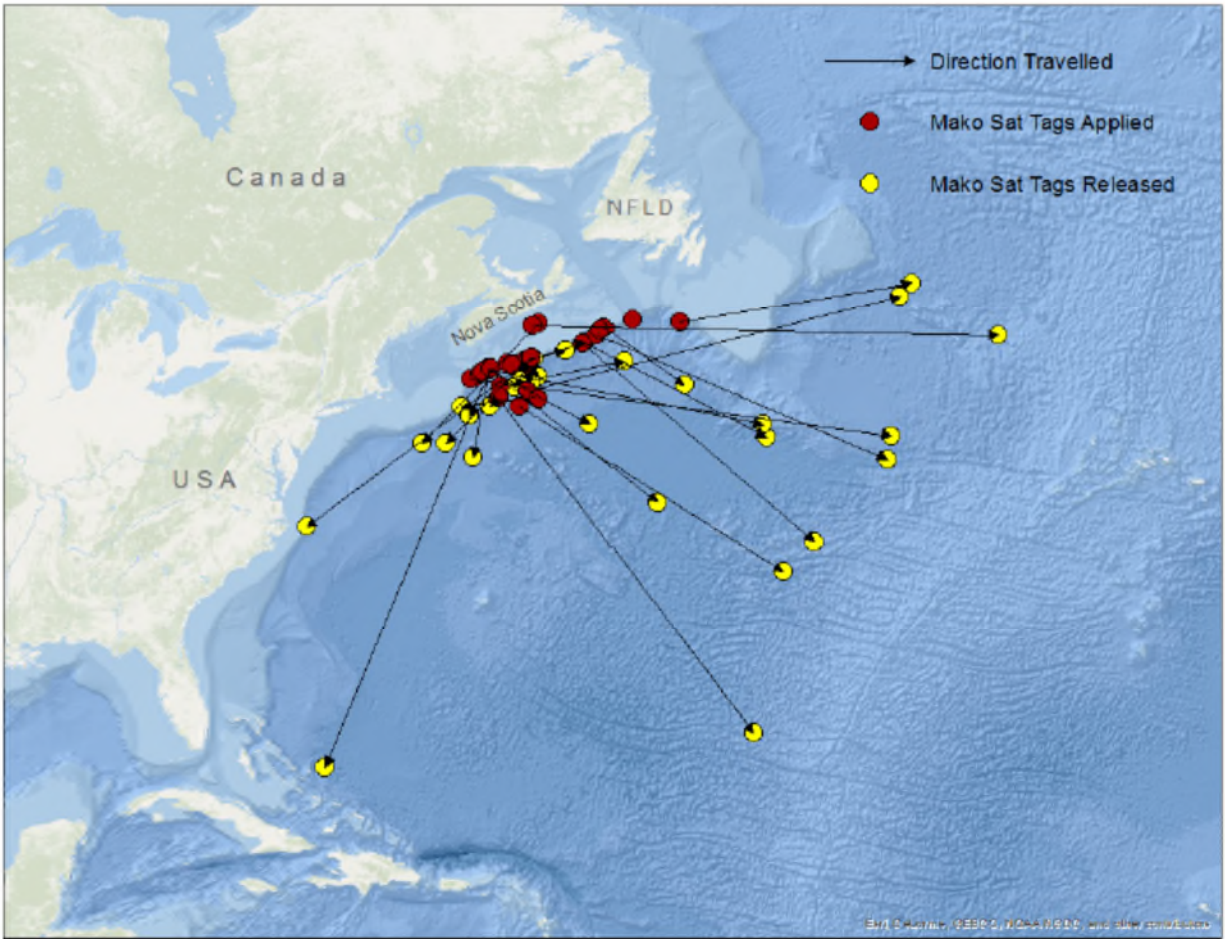 Direction Travelled
Mako Sat Tags Applied
Canada
Mako Sat Tags Released
NFLD
Nova Scotia
USA